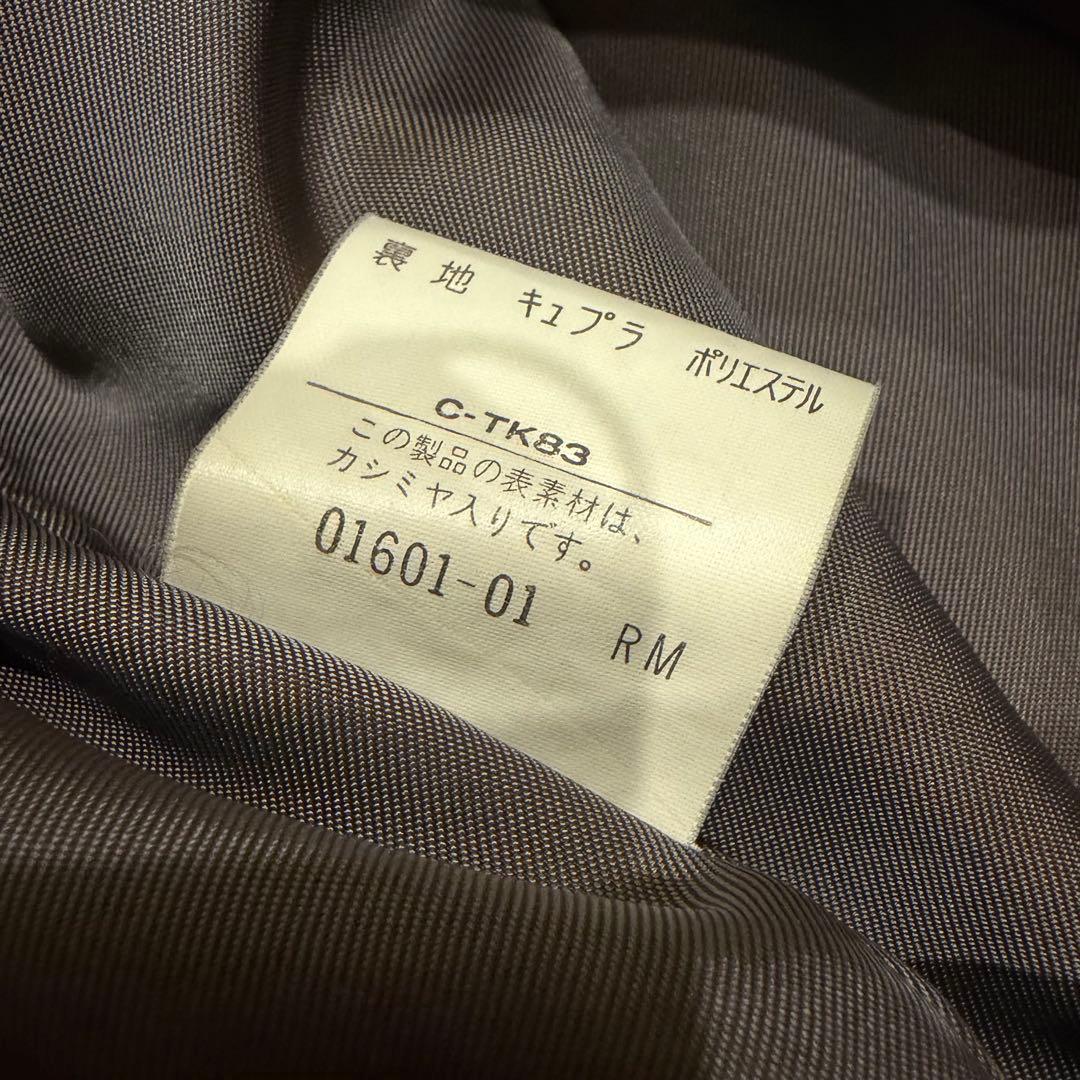 裏地 キュプラ ポリエステル
C-TK83
この製品の表素材は、
カシミヤ入りです。
01601-01 RM